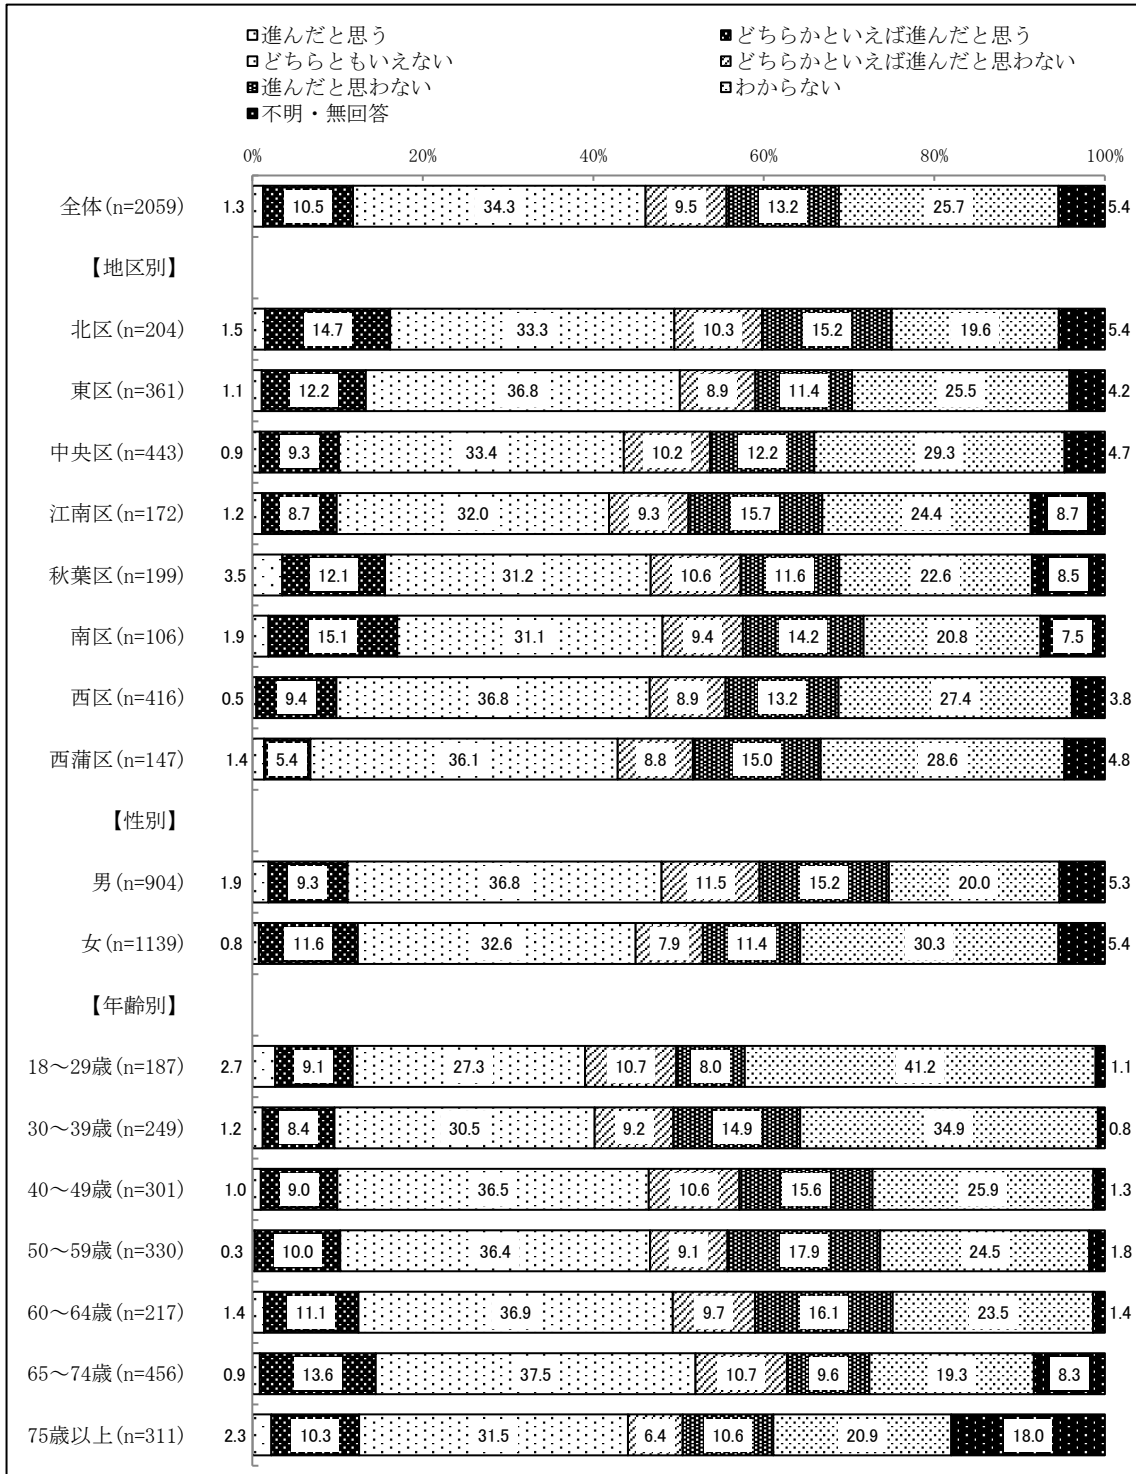 進んだと思う どちらかといえば進んだと思う
どちらともいえない どちらかといえば進んだと思わない
進んだと思わない わからない
不明・無回答
0% 20% 40% 60% 80% 100%
全体(n=2059) 1.3 10.5 34.3 9.5 13.2 25.7 5.4
【地区別】
北区(n=204) 1.5 14.7 33.3 10.3 15.2 19.6 5.4
東区(n=361) 1.1 12.2 36.8 8.9 11.4 25.5 4.2
中央区(n=443) 0.9 9.3 33.4 10.2 12.2 29.3 4.7
江南区(n=172) 1.2 8.7 32.0 9.3 15.7 24.4 8.7
秋葉区(n=199) 3.5 12.1 31.2 10.6 11.6 22.6 8.5
南区(n=106) 1.9 15.1 31.1 9.4 14.2 20.8 7.5
西区(n=416) 0.5 9.4 36.8 8.9 13.2 27.4 3.8
西蒲区(n=147) 1.4 5.4 36.1 8.8 15.0 28.6 4.8
【性別】
男(n=904) 1.9 9.3 36.8 11.5 15.2 20.0 5.3
女(n=1139) 0.8 11.6 32.6 7.9 11.4 30.3 5.4
【年齢別】
18～29歳(n=187) 2.7 9.1 27.3 10.7 8.0 41.2 1.1
30～39歳(n=249) 1.2 8.4 30.5 9.2 14.9 34.9 0.8
40～49歳(n=301) 1.0 9.0 36.5 10.6 15.6 25.9 1.3
50～59歳(n=330) 0.3 10.0 36.4 9.1 17.9 24.5 1.8
60～64歳(n=217) 1.4 11.1 36.9 9.7 16.1 23.5 1.4
65～74歳(n=456) 0.9 13.6 37.5 10.7 9.6 19.3 8.3
75歳以上(n=311) 2.3 10.3 31.5 6.4 10.6 20.9 18.0